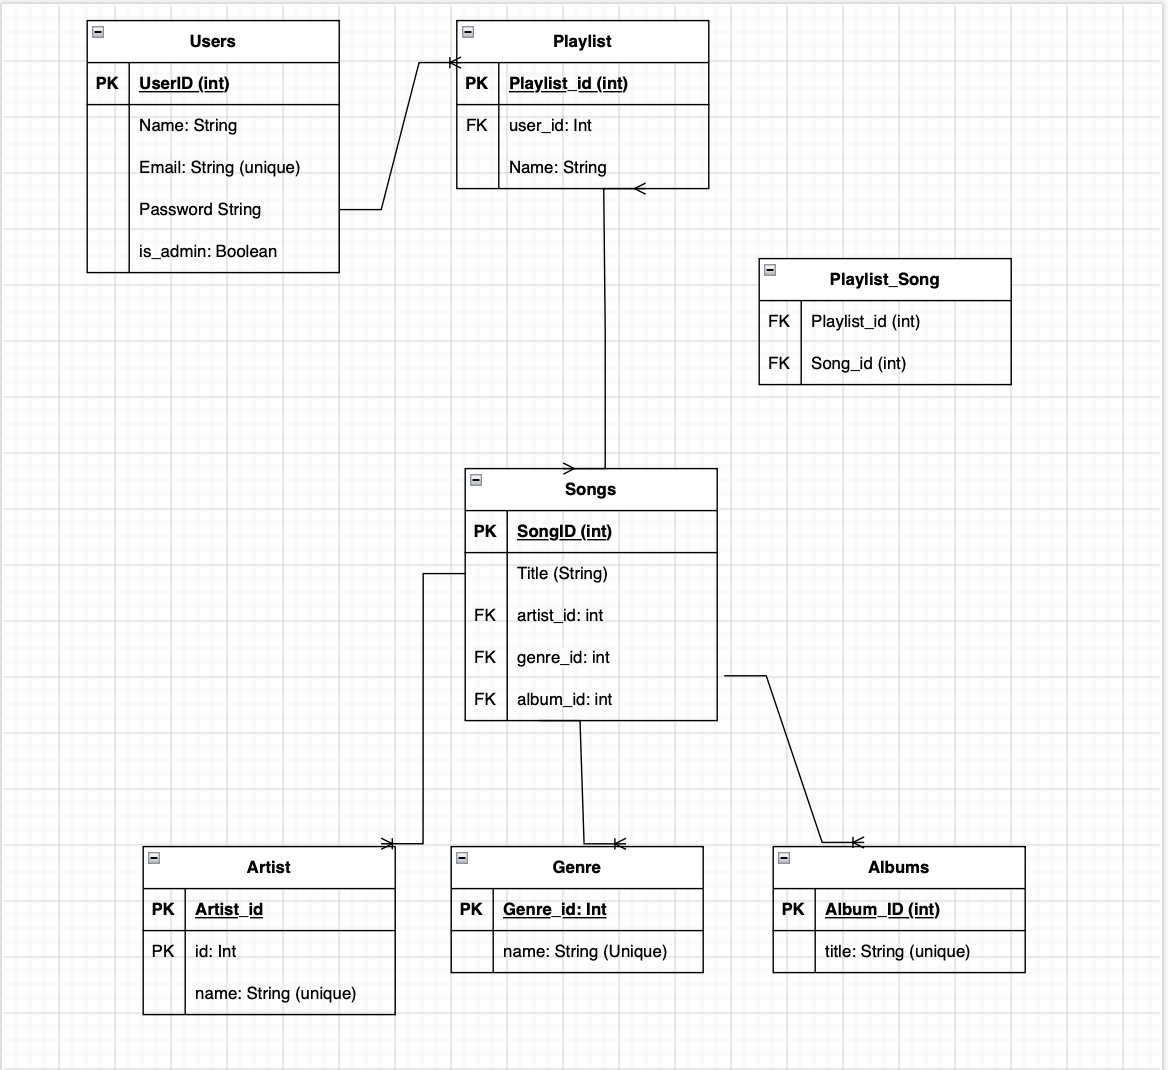 Users
PK UserID (int)
Name: String
Email: String (unique)
Password String
is_admin: Boolean
Playlist
PK Playlist_id (int)
FK user_id: Int
Name: String
Playlist_Song
FK Playlist_id (int)
FK Song_id (int)
Songs
PK SongID (int)
Title (String)
FK artist_id: int
FK genre_id: int
FK album_id: int
Artist
PK Artist_id
PK id: Int
name: String (unique)
Genre
PK Genre_id: Int
name: String (Unique)
Albums
PK Album_ID (int)
title: String (unique)